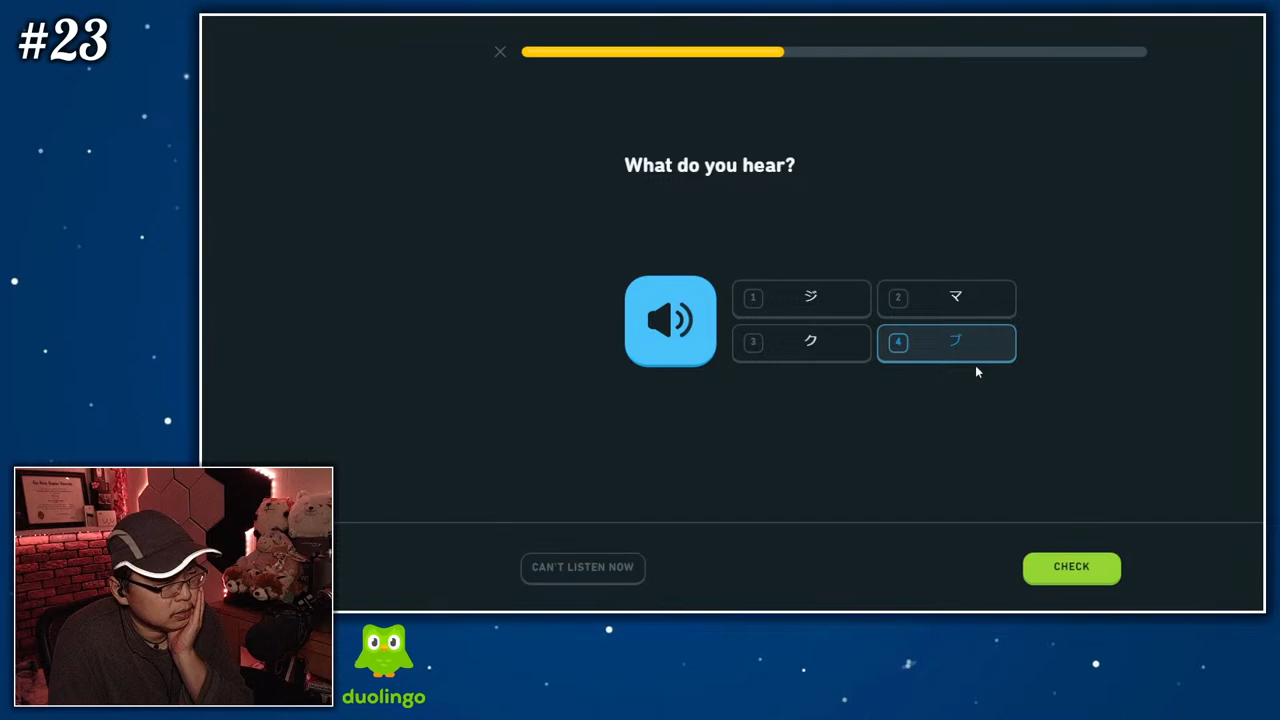 #23
What do you hear?
1 ジ
2 マ
3 ク
4 ブ
CAN'T LISTEN NOW
CHECK
duolingo